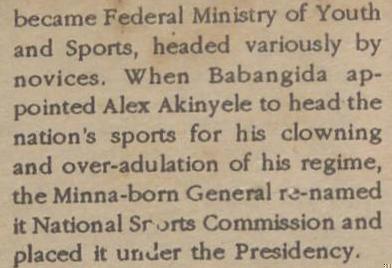 became Federal Ministry of Youth
and Sports, headed variously by
novices. When Babangida ap-
pointed Alex Akinyele to head the
nation's sports for his clowning
and over-adulation of his regime,
the Minna-born General re-named
it National Sports Commission and
placed it under the Presidency.